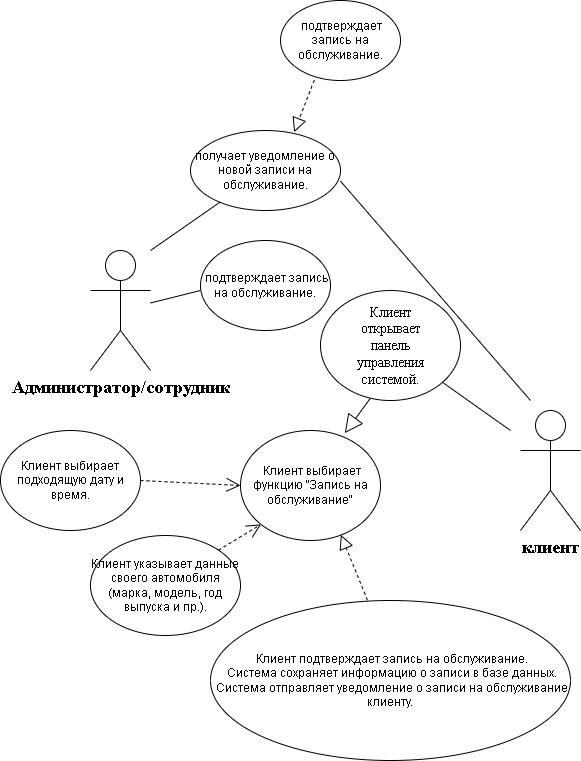 подтверждает
запись на
обслуживание.
получает уведомление о
новой записи на
обслуживание.
подтверждает запись
на обслуживание.
Клиент
открывает
панель
управления
системой.
Администратор/сотрудник
Клиент выбирает
подходящую дату и
время.
Клиент выбирает
функцию "Запись на
обслуживание"
клиент
Клиент указывает данные
своего автомобиля
(марка, модель, год
выпуска и пр.).
Клиент подтверждает запись на обслуживание.
Система сохраняет информацию о записи в базе данных.
Система отправляет уведомление о записи на обслуживание
клиенту.